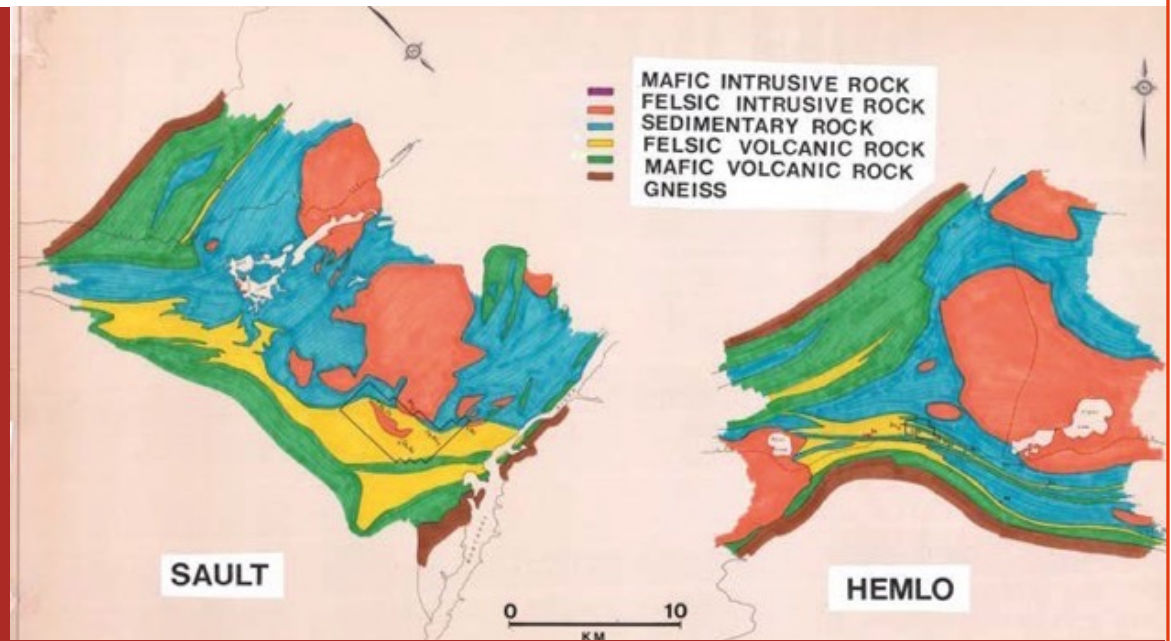 MAFIC INTRUSIVE ROCK
FELSIC INTRUSIVE ROCK
SEDIMENTARY ROCK
FELSIC VOLCANIC ROCK
MAFIC VOLCANIC ROCK
GNEISS
SAULT
HEMLO
0 10
KM